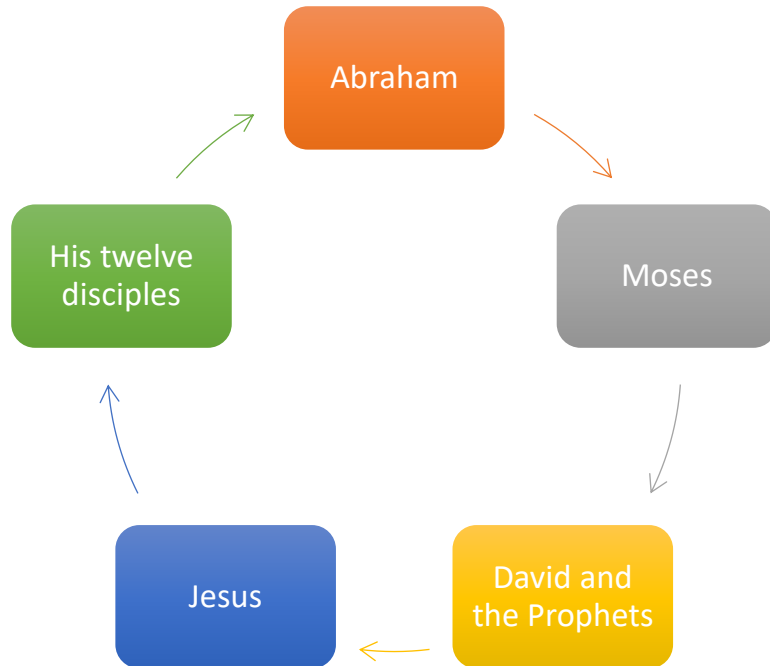 Abraham
Moses
David and
the Prophets
Jesus
His twelve
disciples